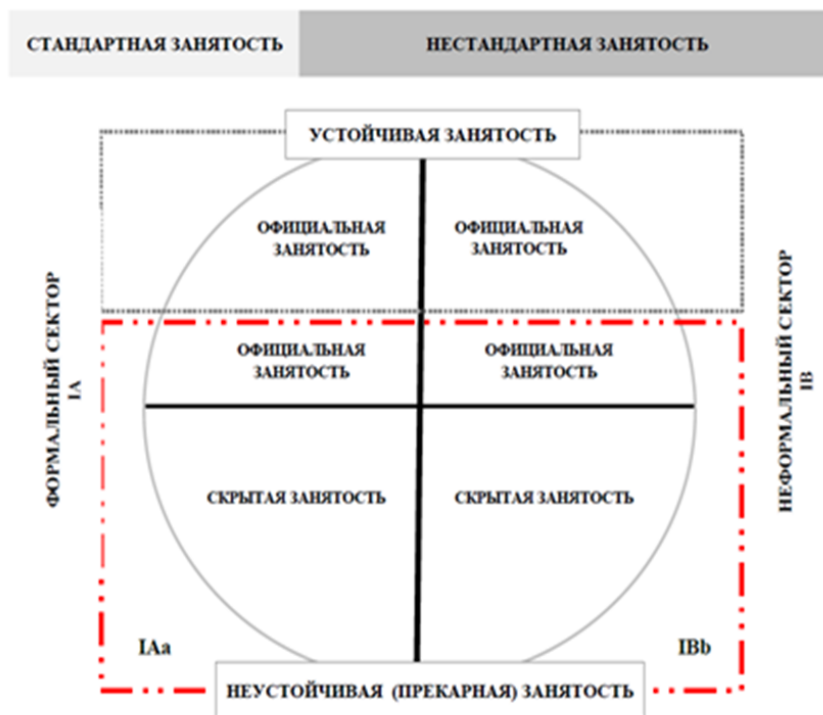 СТАНДАРТНАЯ ЗАНЯТОСТЬ
НЕСТАНДАРТНАЯ ЗАНЯТОСТЬ
УСТОЙЧИВАЯ ЗАНЯТОСТЬ
ОФИЦИАЛЬНАЯ
ЗАНЯТОСТЬ
ОФИЦИАЛЬНАЯ
ЗАНЯТОСТЬ
ФОРМАЛЬНЫЙ СЕКТОР
IA
НЕФОРМАЛЬНЫЙ СЕКТОР
IB
ОФИЦИАЛЬНАЯ
ЗАНЯТОСТЬ
ОФИЦИАЛЬНАЯ
ЗАНЯТОСТЬ
СКРЫТАЯ ЗАНЯТОСТЬ
СКРЫТАЯ ЗАНЯТОСТЬ
IAa
IBb
НЕУСТОЙЧИВАЯ (ПРЕКАРНАЯ) ЗАНЯТОСТЬ